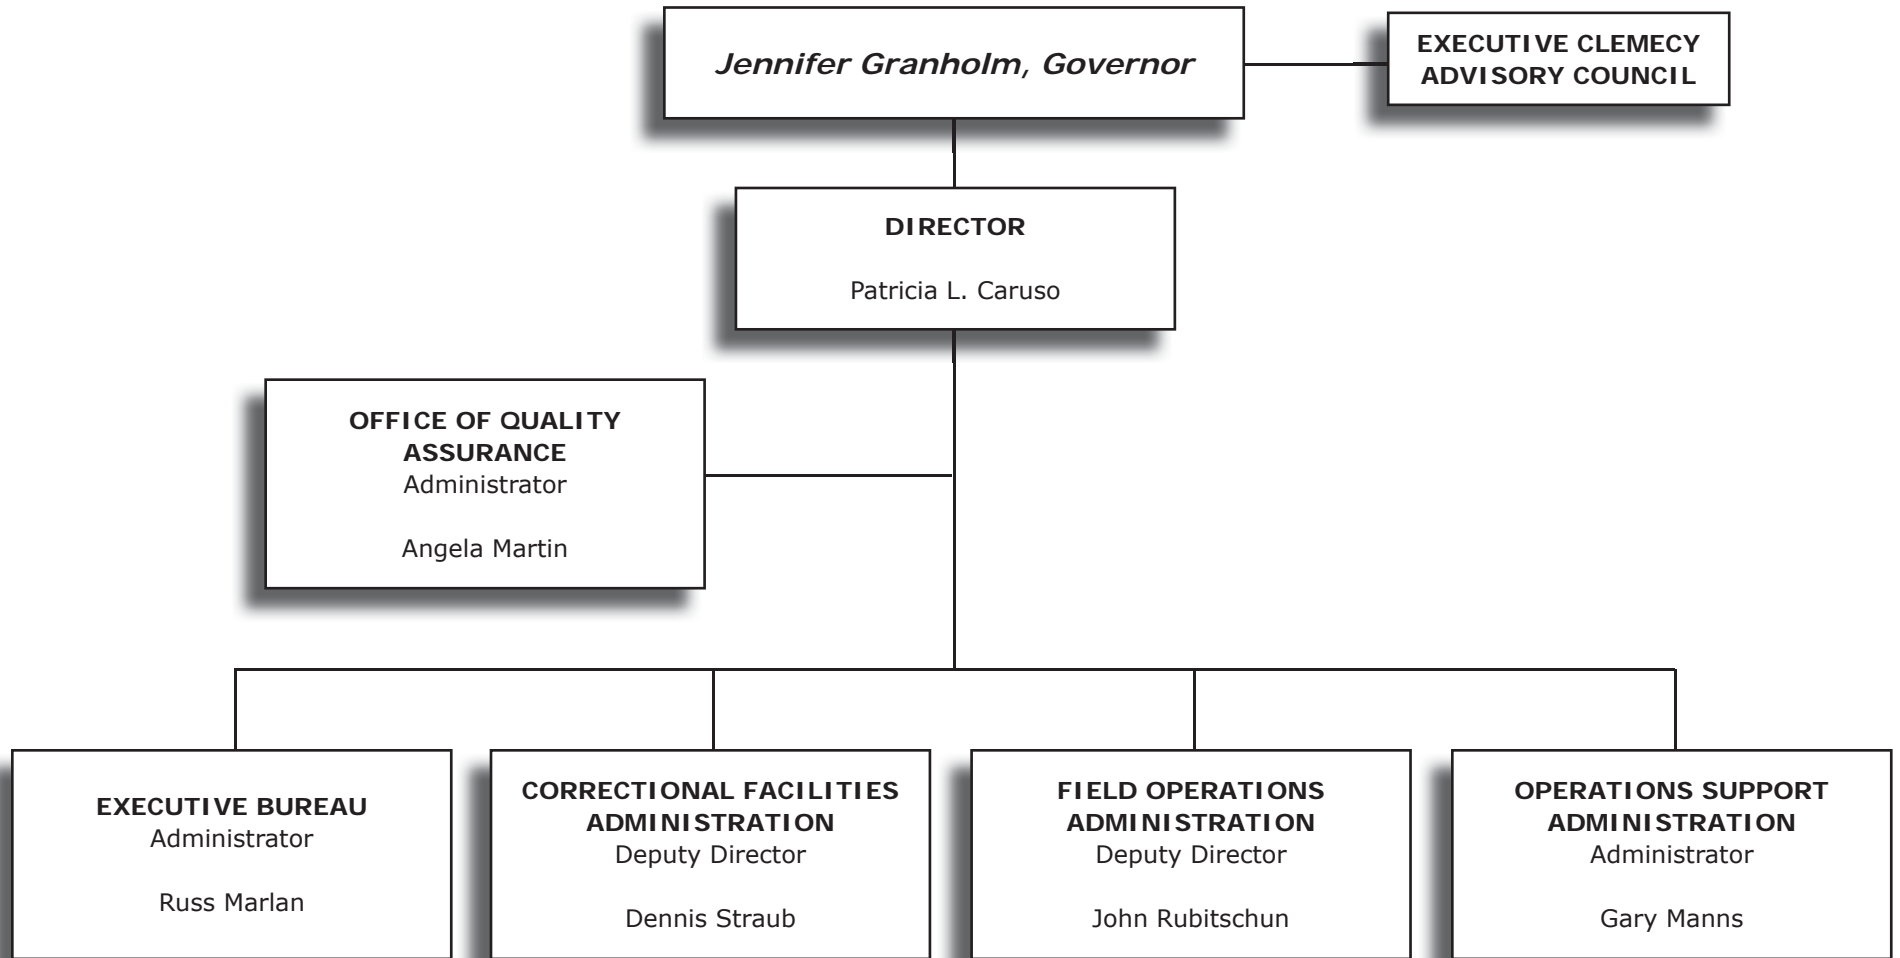 Jennifer Granholm, Governor
EXECUTIVE CLEMECY
ADVISORY COUNCIL
DIRECTOR
Patricia L. Caruso
OFFICE OF QUALITY
ASSURANCE
Administrator
Angela Martin
EXECUTIVE BUREAU
Administrator
Russ Marlan
CORRECTIONAL FACILITIES
ADMINISTRATION
Deputy Director
Dennis Straub
FIELD OPERATIONS
ADMINISTRATION
Deputy Director
John Rubitschun
OPERATIONS SUPPORT
ADMINISTRATION
Administrator
Gary Manns